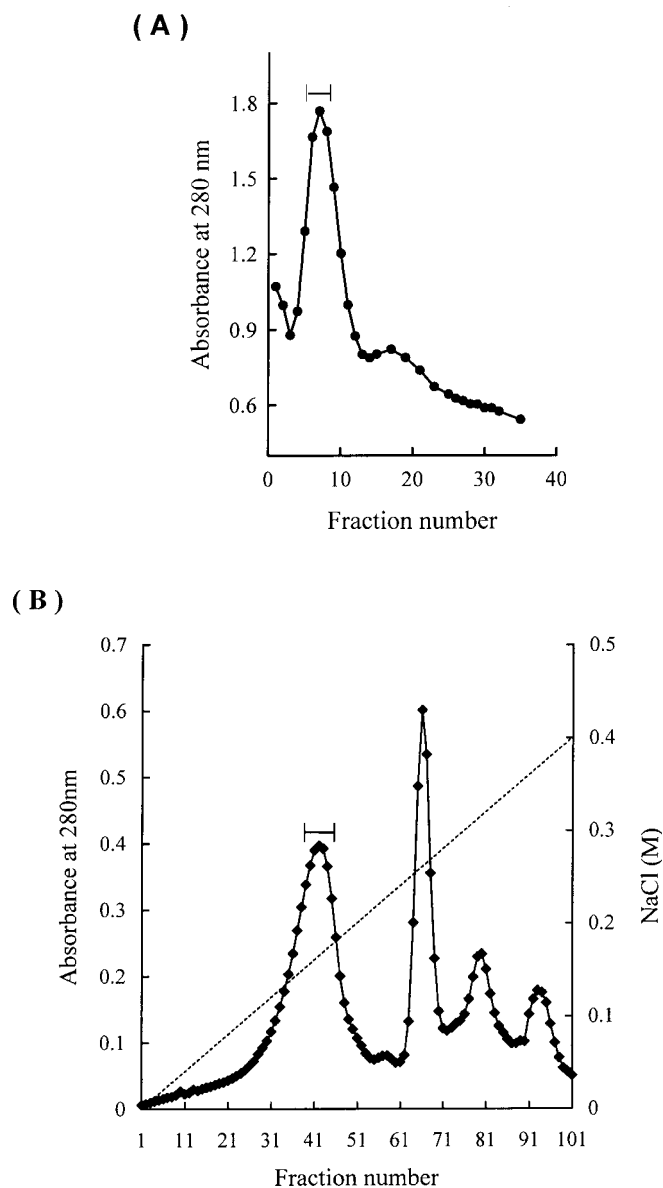 ( A )
Absorbance at 280 nm
1.8
1.5
1.2
0.9
0.6
0 10 20 30 40
Fraction number
( B )
Absorbance at 280nm
0.7
0.6
0.5
0.4
0.3
0.2
0.1
0
NaCl (M)
0.5
0.4
0.3
0.2
0.1
0
1 11 21 31 41 51 61 71 81 91 101
Fraction number